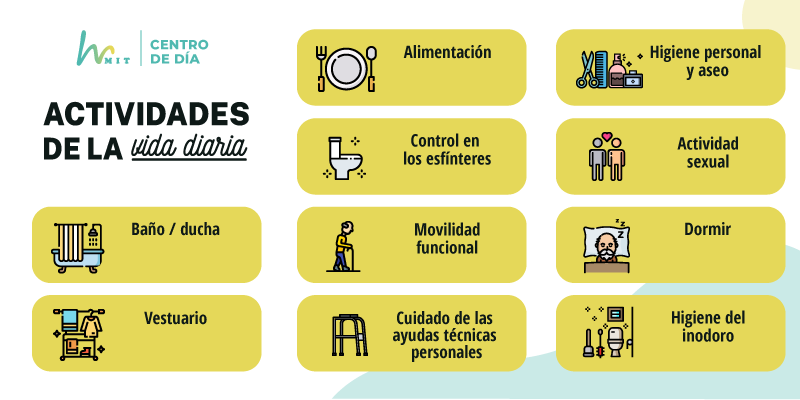 MIT
CENTRO
DE DÍA
ACTIVIDADES
DE LA vida diaria
Baño / ducha
Vestuario
Alimentación
Control en
los esfínteres
Movilidad
funcional
Cuidado de las
ayudas técnicas
personales
Higiene personal
y aseo
Actividad
sexual
z z Z
Dormir
Higiene del
inodoro